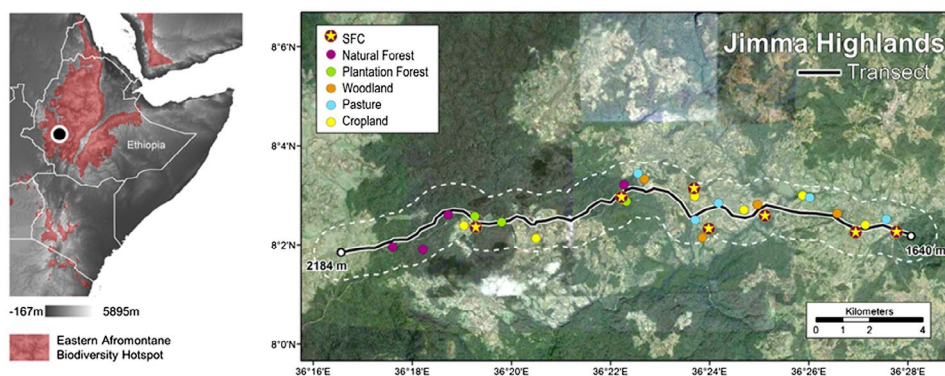 Ethiopia
-167m 5895m
Eastern Afromontane
Biodiversity Hotspot
8°6'N
8°4'N
8°2'N
8°0'N
SFC
Natural Forest
Plantation Forest
Woodland
Pasture
Cropland
Jimma Highlands
Transect
2184 m
1640 m
Kilometers
0 1 2 4
36°16'E 36°18'E 36°20'E 36°22'E 36°24'E 36°26'E 36°28'E